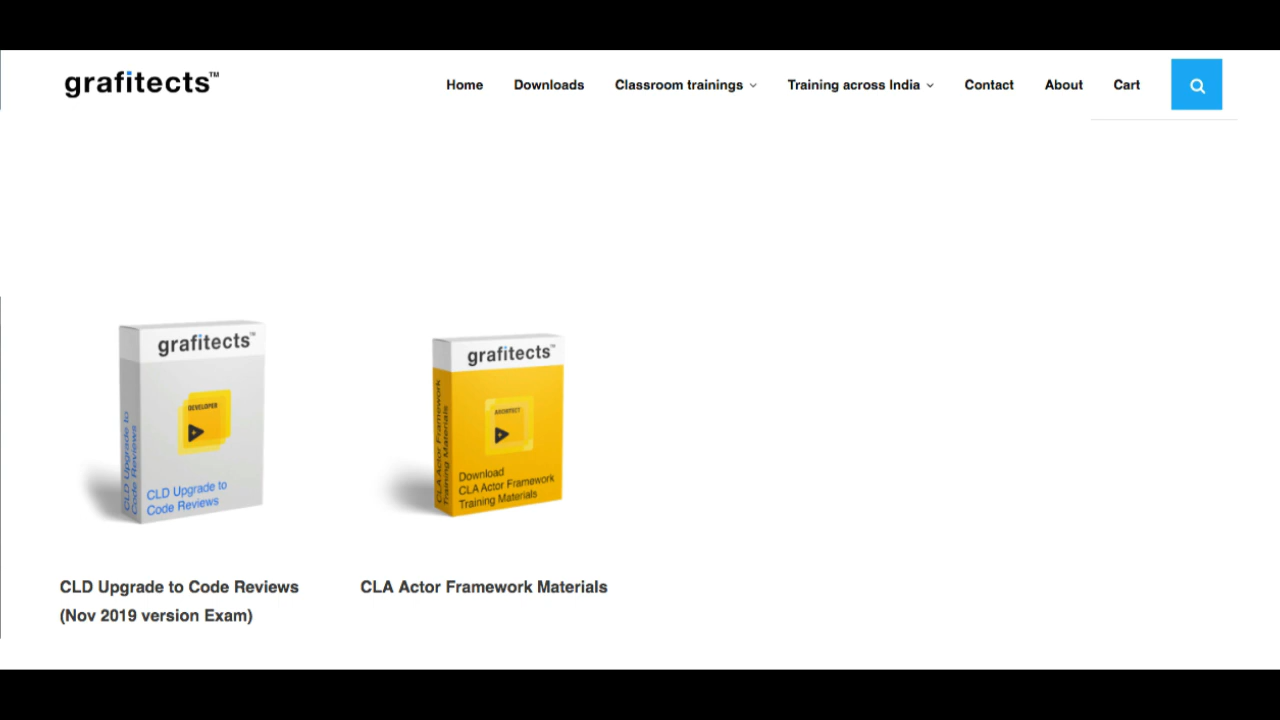 grafitects™
Home Downloads Classroom trainings Training across India Contact About Cart
grafitects™
DEVELOPER
CLD Upgrade to
Code Reviews
CLD Upgrade to
Code Reviews
grafitects™
ARCHITECT
Download
CLA Actor Framework
Training Materials
CLA Actor Framework
Training Materials
CLD Upgrade to Code Reviews
(Nov 2019 version Exam)
CLA Actor Framework Materials